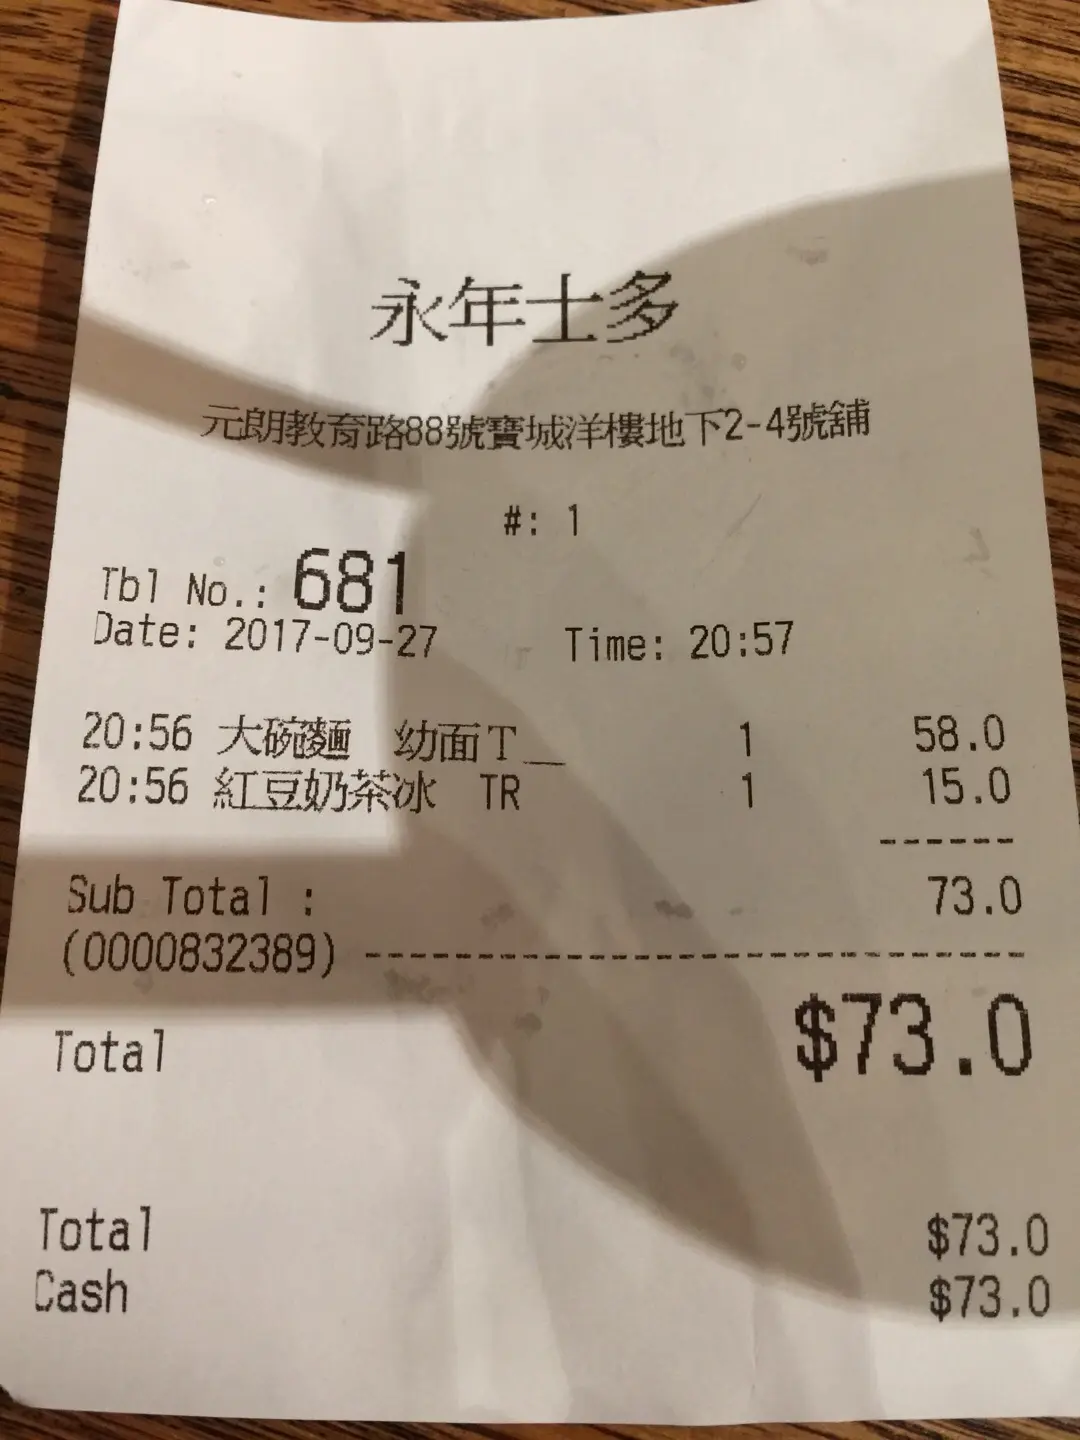 永年士多
元朗教育路88號寶城洋樓地下2-4號舖
#: 1
Tbl No.: 681
Date: 2017-09-27 Time: 20:57
20:56 大碗麵 幼面T_ 1 58.0
20:56 紅豆奶茶冰 TR 1 15.0
------
Sub Total : 73.0
(0000832389) ------------------------------
Total $73.0
Total $73.0
Cash $73.0